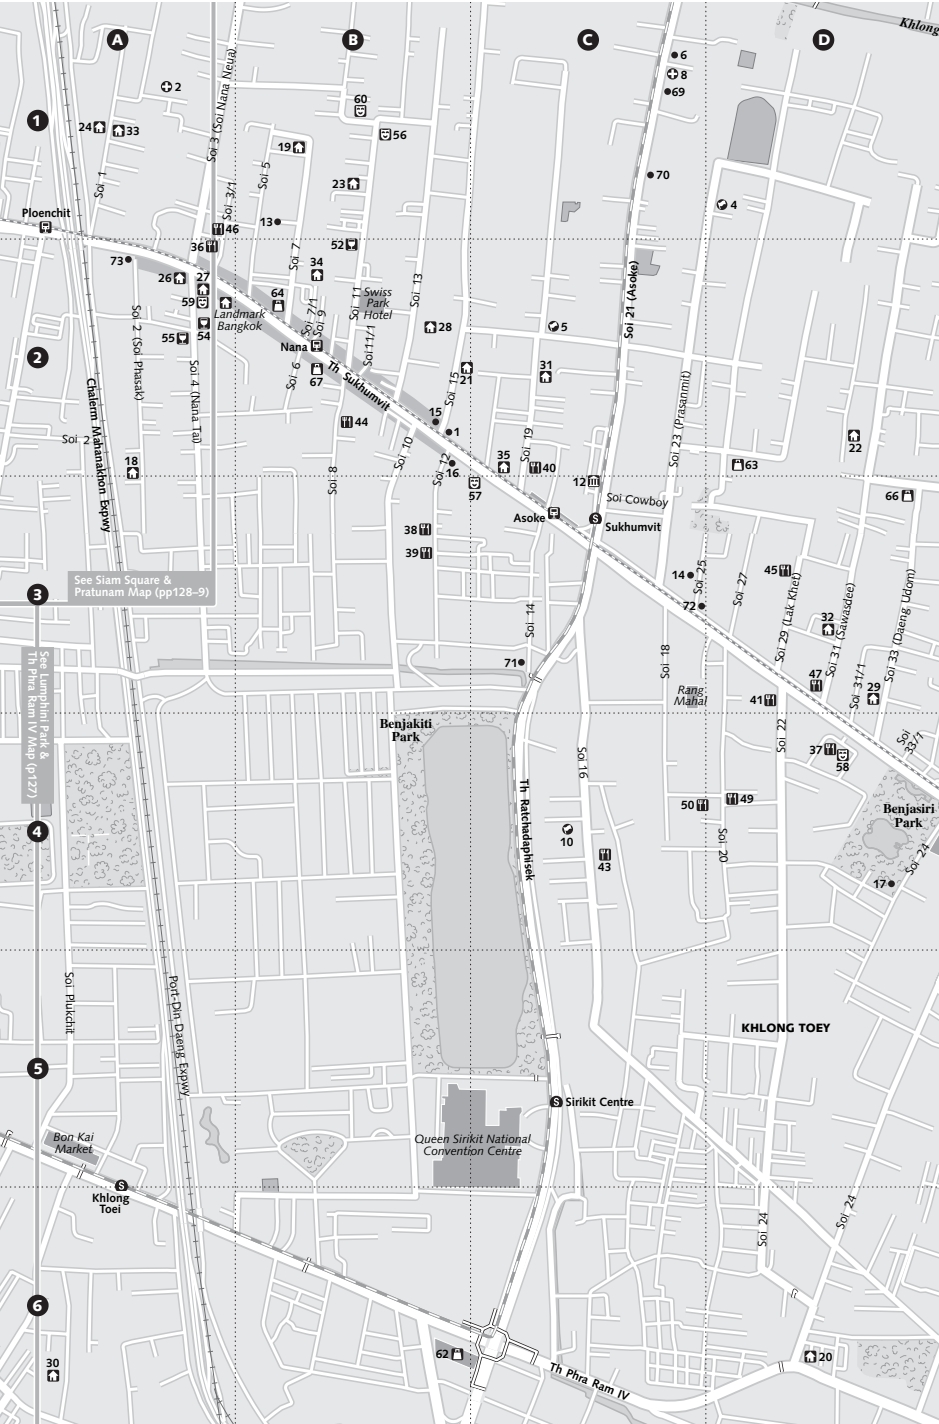 A
B
C
D
Khlong
6
8
69
2
60
1
24
33
56
19
Soi 3 (Soi Nana Neua)
Soi 1
Soi 3/1
Soi 5
23
70
4
Ploenchit
46
13
36
52
73
Soi 7
34
26
27
59
64
Landmark
Bangkok
Soi 7/1
Soi 9
Soi 11
Swiss
Park
Hotel
Soi 13
Soi 21 (Asoke)
28
5
55
54
Soi 2 (Soi Phasak)
Nana
2
Soi 11/1
67
Soi 6
Th Sukhumvit
21
31
Soi 15
Chalerm Mahanakhon Expwy
Soi 4 (Nana Tai)
15
1
44
Soi 23 (Prasanmit)
Soi 2
18
Soi 8
Soi 10
Soi 12
16
35
Soi 19
40
22
63
12
57
Soi Cowboy
66
Asoke
Sukhumvit
38
39
See Siam Square &
Pratunam Map (pp128–9)
3
14
Soi 25
Soi 27
45
72
Soi 29 (Lak Khet)
32
Soi 31 (Sawasdee)
Soi 33 (Daeng Udom)
Soi 14
Soi 18
71
See Lumphini Park &
Th Phra Ram IV Map (p127)
Rang
Mahal
41
47
Soi 31/1
29
Benjakiti
Park
Soi 16
Soi 22
37
58
Soi
33/1
Th Ratchadaphisek
50
49
Benjasiri
Park
4
10
43
Soi 20
Soi 24
17
Soi Plukchit
Port-Din Daeng Expwy
KHLONG TOEY
5
Sirikit Centre
Bon Kai
Market
Queen Sirikit National
Convention Centre
Khlong
Toei
Soi 24
Soi 24
6
62
30
20
Th Phra Ram IV